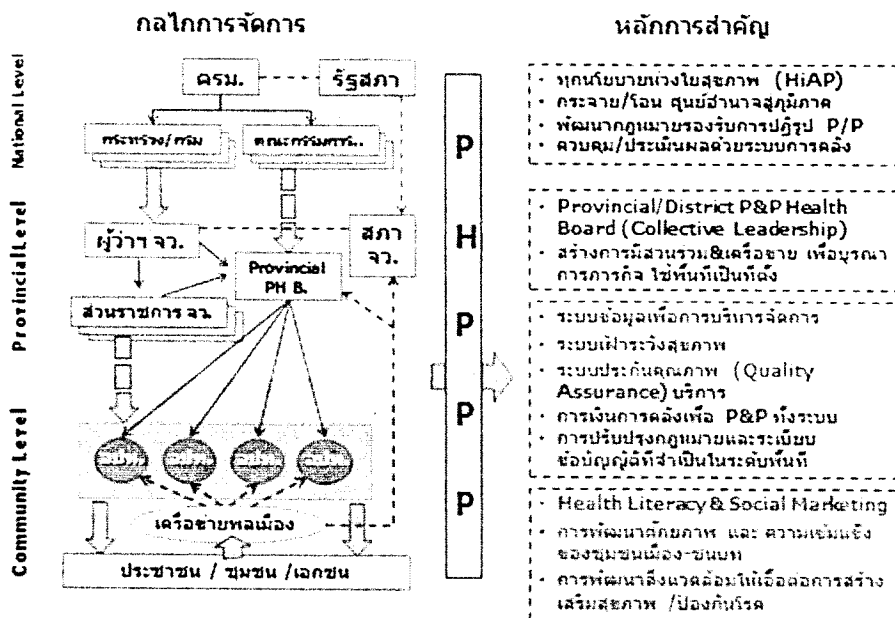 กลไกการจัดการ
หลักการสำคัญ
National Level
Provincial Level
Community Level
ครม.
รัฐสภา
กระทรวง/กรม
คณะกรรมการ..
ผู้ว่าฯ จว.
สภา
จว.
Provincial
PH B.
ส่วนราชการ จว.
เครือข่ายพลเมือง
ประชาชน / ชุมชน /เอกชน
P
H
P
P
P
· ทุกนโยบายห่วงใยสุขภาพ (HiAP)
· กระจาย/โอน ศูนย์อำนาจสู่ภูมิภาค
· พัฒนากฎหมายรองรับการปฏิรูป P/P
· ควบคุม/ประเมินผลด้วยระบบการคลัง
· Provincial/District P&P Health
Board (Collective Leadership)
· สร้างการมีส่วนร่วม&เครือข่าย เพื่อบูรณา
การภารกิจ ใช้พื้นที่เป็นที่ตั้ง
· ระบบข้อมูลเพื่อการบริหารจัดการ
· ระบบเฝ้าระวังสุขภาพ
· ระบบประกันคุณภาพ (Quality
Assurance) บริการ
· การเงินการคลังเพื่อ P&P ทั้งระบบ
· การปรับปรุงกฎหมายและระเบียบ
ข้อบัญญัติที่จำเป็นในระดับพื้นที่
· Health Literacy & Social Marketing
· การพัฒนาศักยภาพ และ ความเข้มแข็ง
ของชุมชนเมือง-ชนบท
· การพัฒนาสิ่งแวดล้อมให้เอื้อต่อการสร้าง
เสริมสุขภาพ /ป้องกันโรค